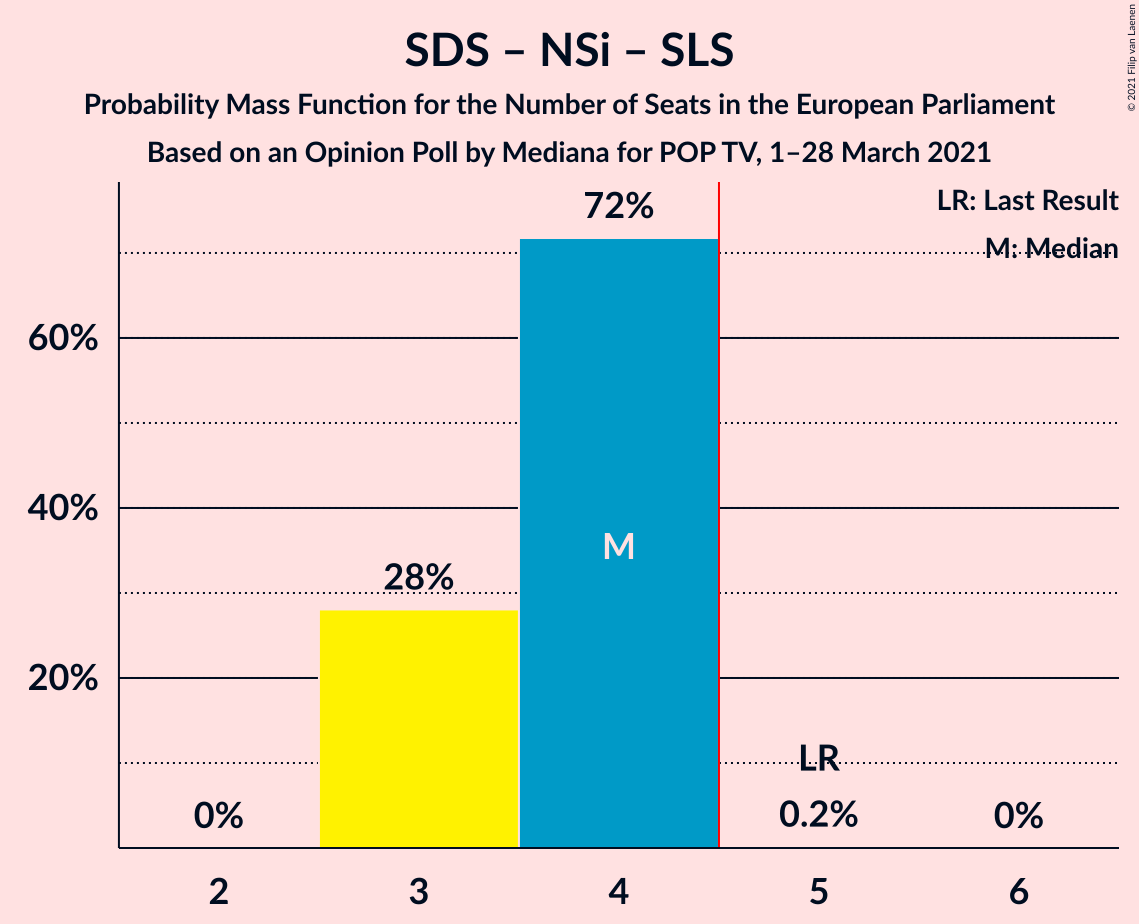 © 2021 Filip van Laenen
SDS – NSi – SLS
Probability Mass Function for the Number of Seats in the European Parliament
Based on an Opinion Poll by Mediana for POP TV, 1–28 March 2021
LR: Last Result
M: Median
72%
60%
40%
M
28%
20%
LR
0%
0.2%
0%
2
3
4
5
6